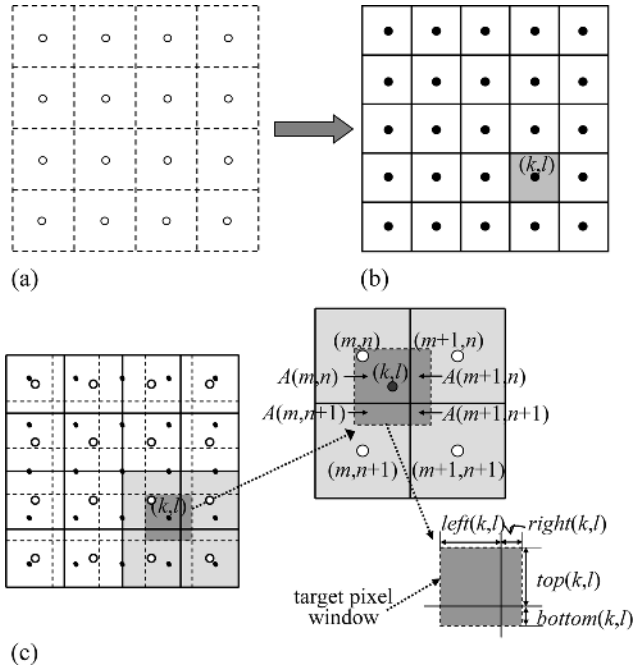 (k,l)
(a)
(b)
(m,n) (m+1,n)
A(m,n) (k,l) A(m+1.n)
A(m,n+1) A(m+1.n+1)
(m,n+1) (m+1,n+1)
(k,l)
left(k,l) right(k,l)
top(k,l)
target pixel
window
bottom(k,l)
(c)